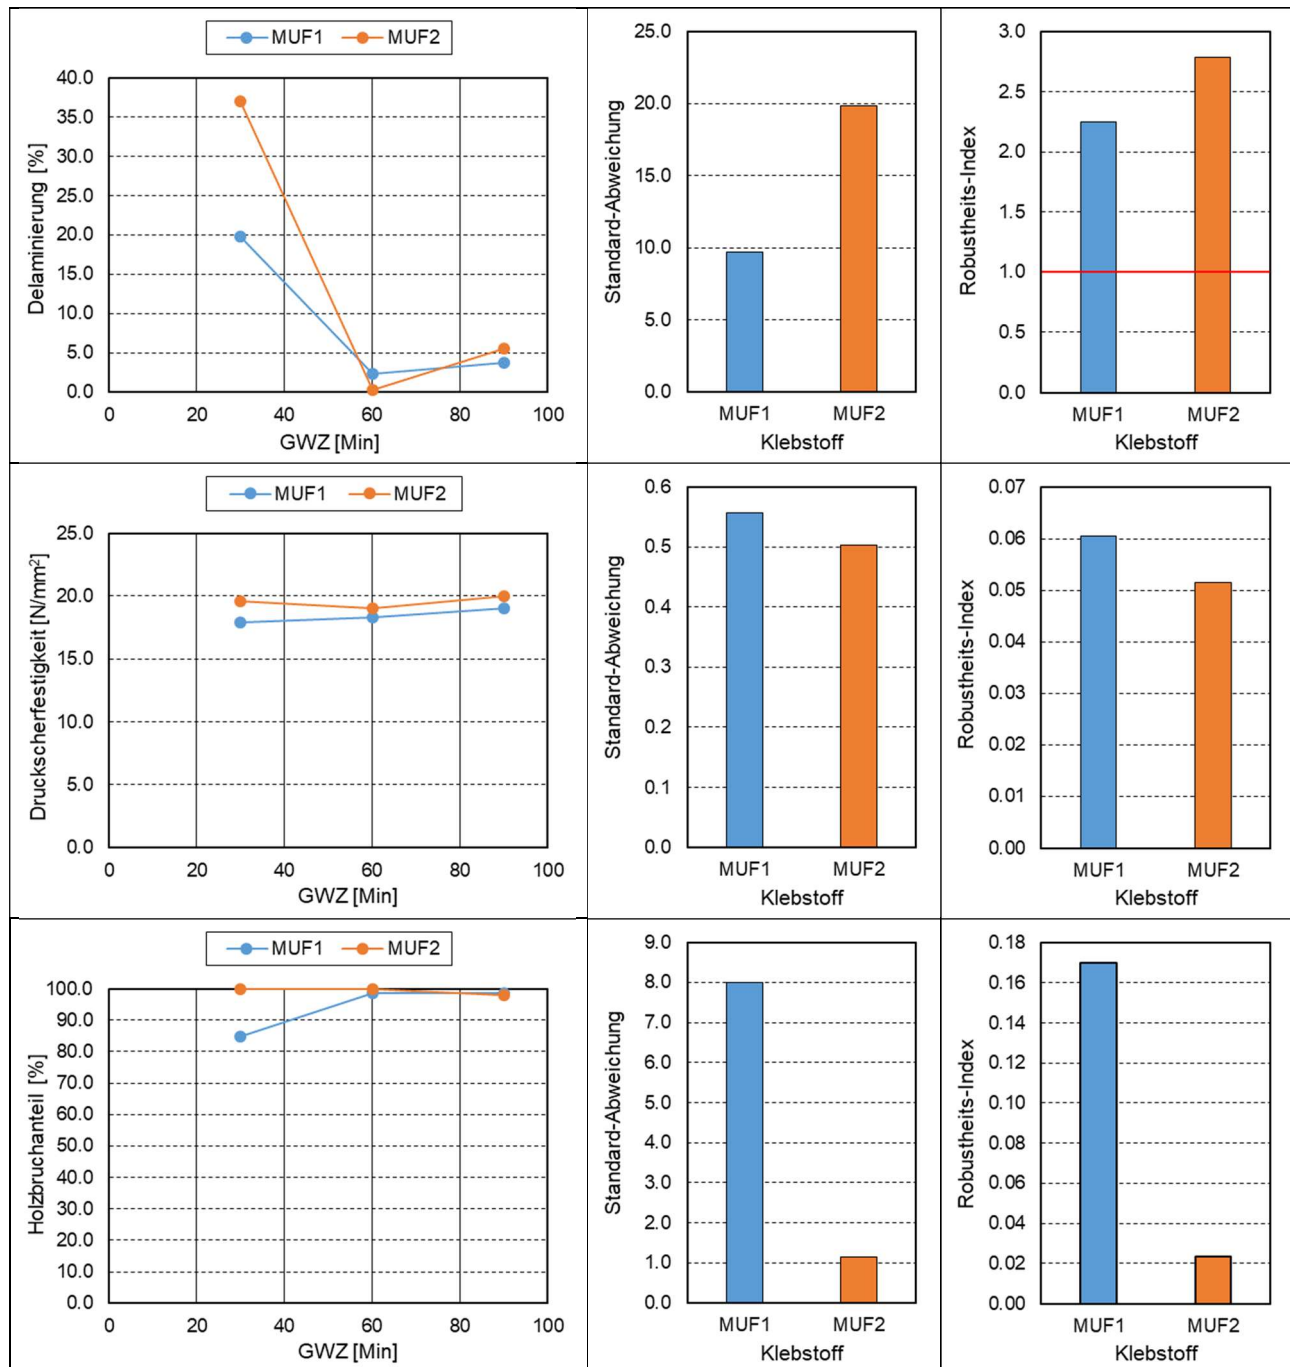 MUF1 MUF2
Delaminierung [%]
40.0
35.0
30.0
25.0
20.0
15.0
10.0
5.0
0.0
0 20 40 60 80 100
GWZ [Min]
Standard-Abweichung
25.0
20.0
15.0
10.0
5.0
0.0
MUF1 MUF2
Klebstoff
Robustheits-Index
3.0
2.5
2.0
1.5
1.0
0.5
0.0
MUF1 MUF2
Klebstoff
MUF1 MUF2
Druckscherfestigkeit [N/mm²]
25.0
20.0
15.0
10.0
5.0
0.0
0 20 40 60 80 100
GWZ [Min]
Standard-Abweichung
0.6
0.5
0.4
0.3
0.2
0.1
0.0
MUF1 MUF2
Klebstoff
Robustheits-Index
0.07
0.06
0.05
0.04
0.03
0.02
0.01
0.00
MUF1 MUF2
Klebstoff
MUF1 MUF2
Holzbruchanteil [%]
100.0
90.0
80.0
70.0
60.0
50.0
40.0
30.0
20.0
10.0
0.0
0 20 40 60 80 100
GWZ [Min]
Standard-Abweichung
9.0
8.0
7.0
6.0
5.0
4.0
3.0
2.0
1.0
0.0
MUF1 MUF2
Klebstoff
Robustheits-Index
0.18
0.16
0.14
0.12
0.10
0.08
0.06
0.04
0.02
0.00
MUF1 MUF2
Klebstoff